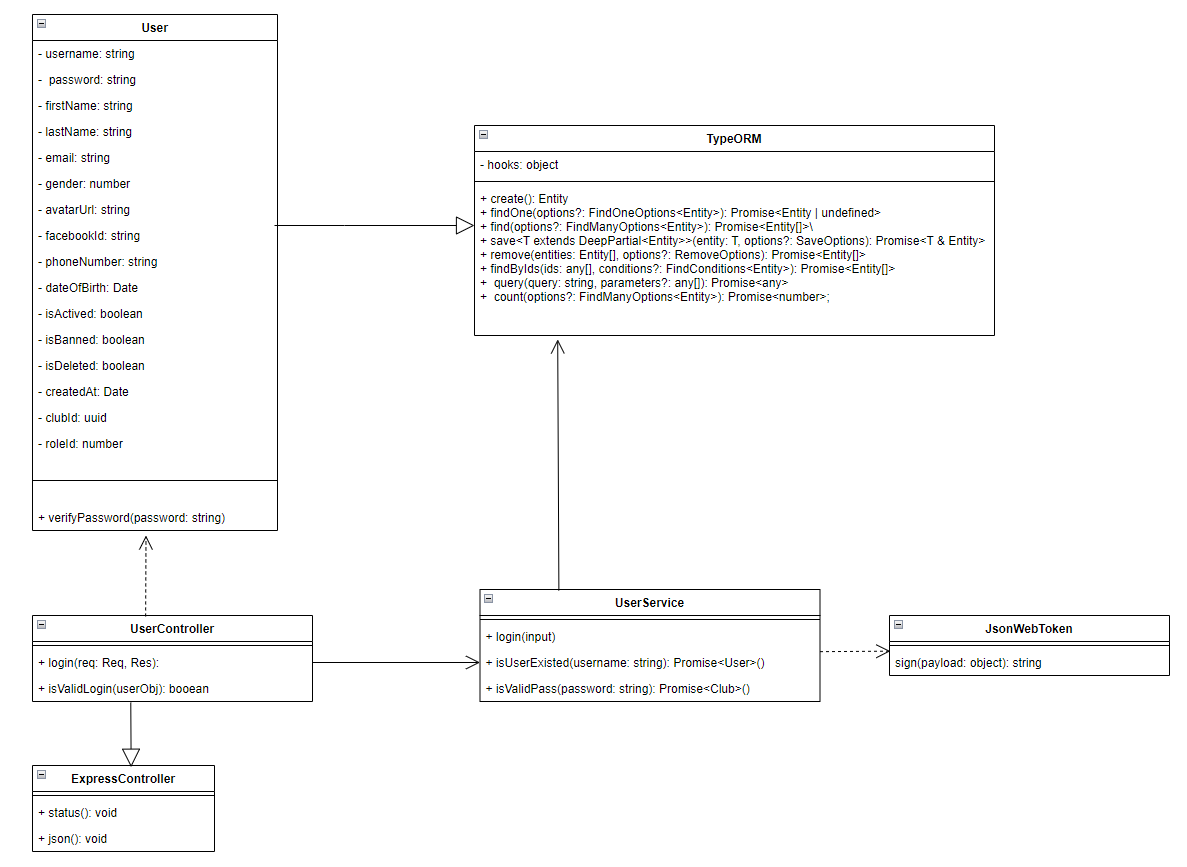 User
- username: string
-  password: string
- firstName: string
- lastName: string
- email: string
- gender: number
- avatarUrl: string
- facebookId: string
- phoneNumber: string
- dateOfBirth: Date
- isActived: boolean
- isBanned: boolean
- isDeleted: boolean
- createdAt: Date
- clubId: uuid
- roleId: number
+ verifyPassword(password: string)
TypeORM
- hooks: object
+ create(): Entity
+ findOne(options?: FindOneOptions<Entity>): Promise<Entity | undefined>
+ find(options?: FindManyOptions<Entity>): Promise<Entity[]>\
+ save<T extends DeepPartial<Entity>>(entity: T, options?: SaveOptions): Promise<T & Entity>
+ remove(entities: Entity[], options?: RemoveOptions): Promise<Entity[]>
+ findByIds(ids: any[], conditions?: FindConditions<Entity>): Promise<Entity[]>
+  query(query: string, parameters?: any[]): Promise<any>
+  count(options?: FindManyOptions<Entity>): Promise<number>;
UserController
+ login(req: Req, Res):
+ isValidLogin(userObj): booean
UserService
+ login(input)
+ isUserExisted(username: string): Promise<User>()
+ isValidPass(password: string): Promise<Club>()
JsonWebToken
sign(payload: object): string
ExpressController
+ status(): void
+ json(): void